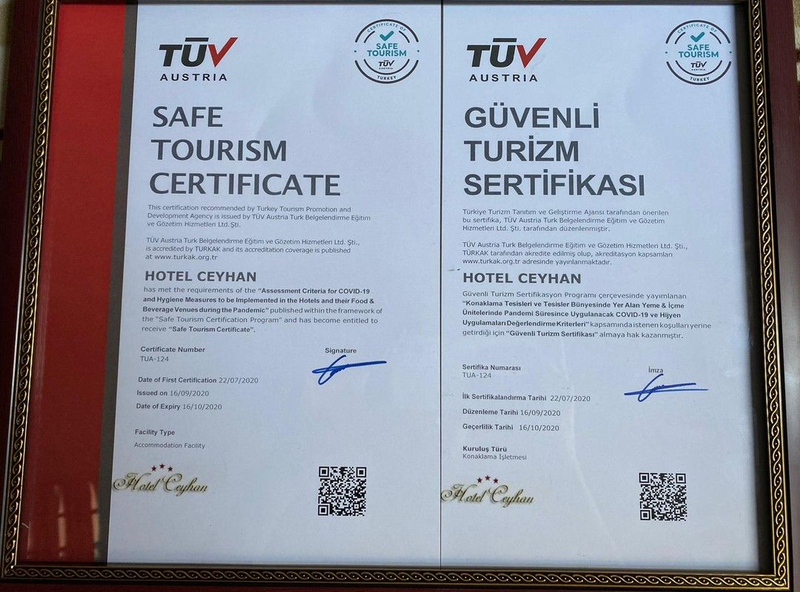 TÜV
AUSTRIA
CERTIFICATE OF
SAFE
TOURISM
TÜV
AUSTRIA
TURKEY
SAFE
TOURISM
CERTIFICATE
This certification recommended by Turkey Tourism Promotion and
Development Agency is issued by TÜV Austria Turk Belgelendirme Eğitim
ve Gözetim Hizmetleri Ltd. Şti.
TÜV Austria Turk Belgelendirme Eğitim ve Gözetim Hizmetleri Ltd. Şti.,
is accredited by TÜRKAK and its accreditation coverage is published
at www.turkak.org.tr
HOTEL CEYHAN
has met the requirements of the "Assessment Criteria for COVID-19
and Hygiene Measures to be Implemented in the Hotels and their Food &
Beverage Venues during the Pandemic" published within the framework of
the "Safe Tourism Certification Program" and has become entitled to
receive "Safe Tourism Certificate".
Certificate Number
TUA-124
Signature
Date of First Certification 22/07/2020
Issued on 16/09/2020
Date of Expiry 16/10/2020
Facility Type
Accommodation Facility
Hotel Ceyhan
TÜV
AUSTRIA
CERTIFICATE OF
SAFE
TOURISM
TÜV
AUSTRIA
TURKEY
GÜVENLİ
TURİZM
SERTİFİKASI
Türkiye Turizm Tanıtım ve Geliştirme Ajansı tarafından önerilen
bu sertifika, TÜV Austria Turk Belgelendirme Eğitim ve Gözetim
Hizmetleri Ltd. Şti. tarafından düzenlenmiştir.
TÜV Austria Turk Belgelendirme Eğitim ve Gözetim Hizmetleri Ltd. Şti.,
TÜRKAK tarafından akredite edilmiş olup, akreditasyon kapsamları
www.turkak.org.tr adresinde yayınlanmaktadır.
HOTEL CEYHAN
Güvenli Turizm Sertifikasyon Programı çerçevesinde yayımlanan
"Konaklama Tesisleri ve Tesisler Bünyesinde Yer Alan Yeme & İçme
Ünitelerinde Pandemi Süresince Uygulanacak COVID-19 ve Hijyen
Uygulamaları Değerlendirme Kriterleri" kapsamında istenen koşulları yerine
getirdiği için "Güvenli Turizm Sertifikası" almaya hak kazanmıştır.
Sertifika Numarası
TUA-124
İmza
İlk Sertifikalandırma Tarihi 22/07/2020
Düzenleme Tarihi 16/09/2020
Geçerlilik Tarihi 16/10/2020
Kuruluş Türü
Konaklama İşletmesi
Hotel Ceyhan